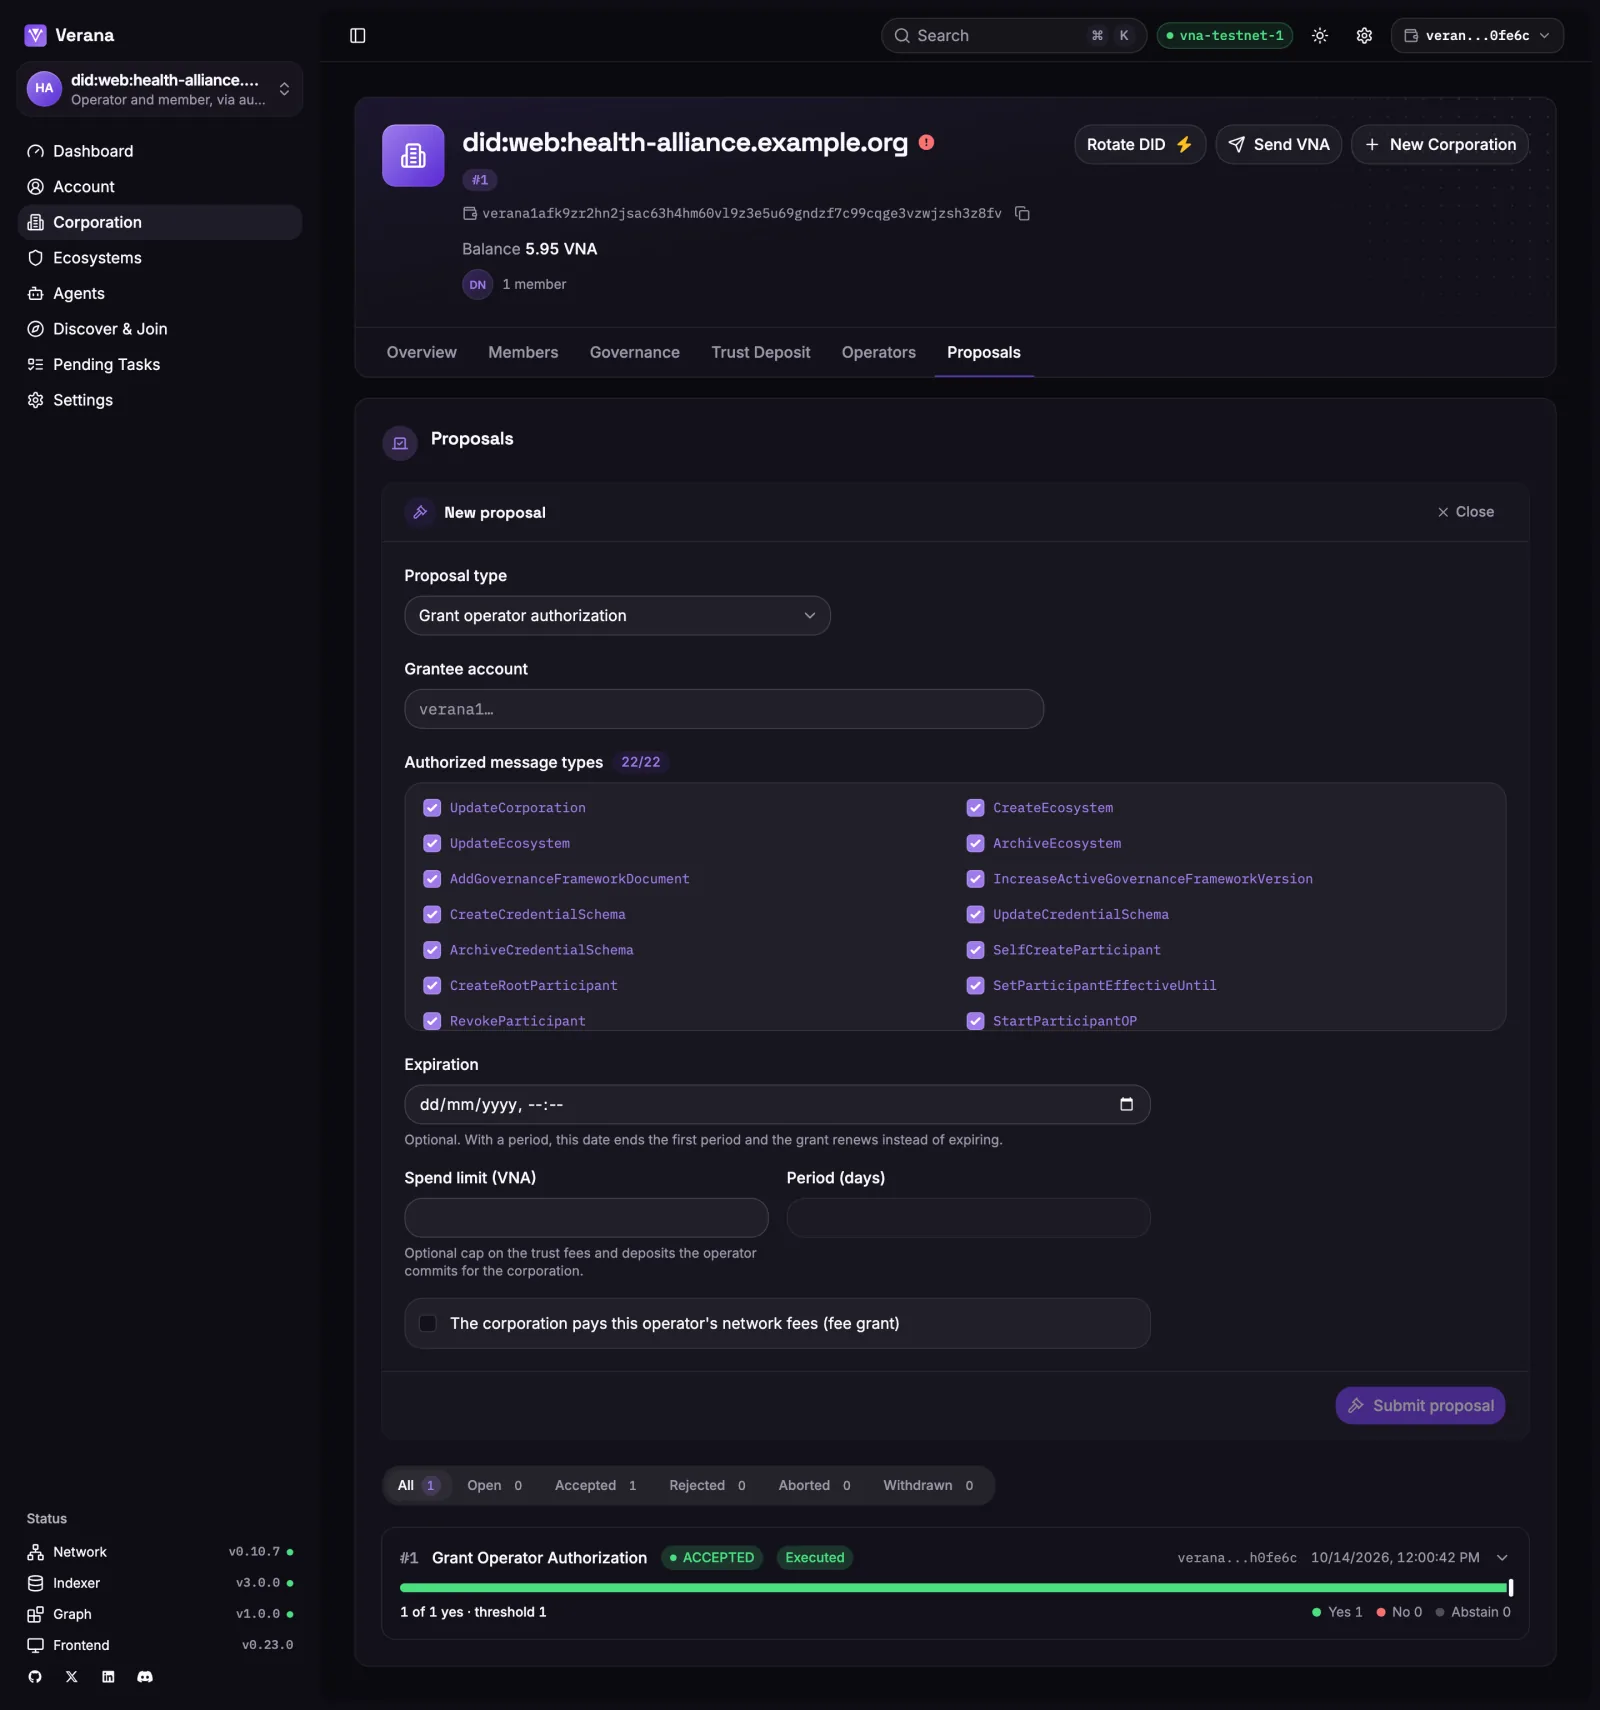 Verana
Search
⌘ K
vna-testnet-1
veran...0fe6c
HA
did:web:health-alliance....
Operator and member, via au...
Dashboard
Account
Corporation
Ecosystems
Agents
Discover & Join
Pending Tasks
Settings
did:web:health-alliance.example.org
#1
Rotate DID
Send VNA
New Corporation
verana1afk9zr2hn2jsac63h4hm60vl9z3e5u69gndzf7c99cqge3vzwjzsh3z8fv
Balance 5.95 VNA
DN 1 member
Overview Members Governance Trust Deposit Operators Proposals
Proposals
New proposal
Close
Proposal type
Grant operator authorization
Grantee account
verana1…
Authorized message types 22/22
UpdateCorporation CreateEcosystem
UpdateEcosystem ArchiveEcosystem
AddGovernanceFrameworkDocument IncreaseActiveGovernanceFrameworkVersion
CreateCredentialSchema UpdateCredentialSchema
ArchiveCredentialSchema SelfCreateParticipant
CreateRootParticipant SetParticipantEffectiveUntil
RevokeParticipant StartParticipantOP
Expiration
dd/mm/yyyy, --:--
Optional. With a period, this date ends the first period and the grant renews instead of expiring.
Spend limit (VNA) Period (days)
Optional cap on the trust fees and deposits the operator
commits for the corporation.
The corporation pays this operator's network fees (fee grant)
Submit proposal
All 1 Open 0 Accepted 1 Rejected 0 Aborted 0 Withdrawn 0
#1 Grant Operator Authorization ACCEPTED Executed verana...h0fe6c 10/14/2026, 12:00:42 PM
1 of 1 yes · threshold 1 Yes 1 No 0 Abstain 0
Status
Network v0.10.7
Indexer v3.0.0
Graph v1.0.0
Frontend v0.23.0